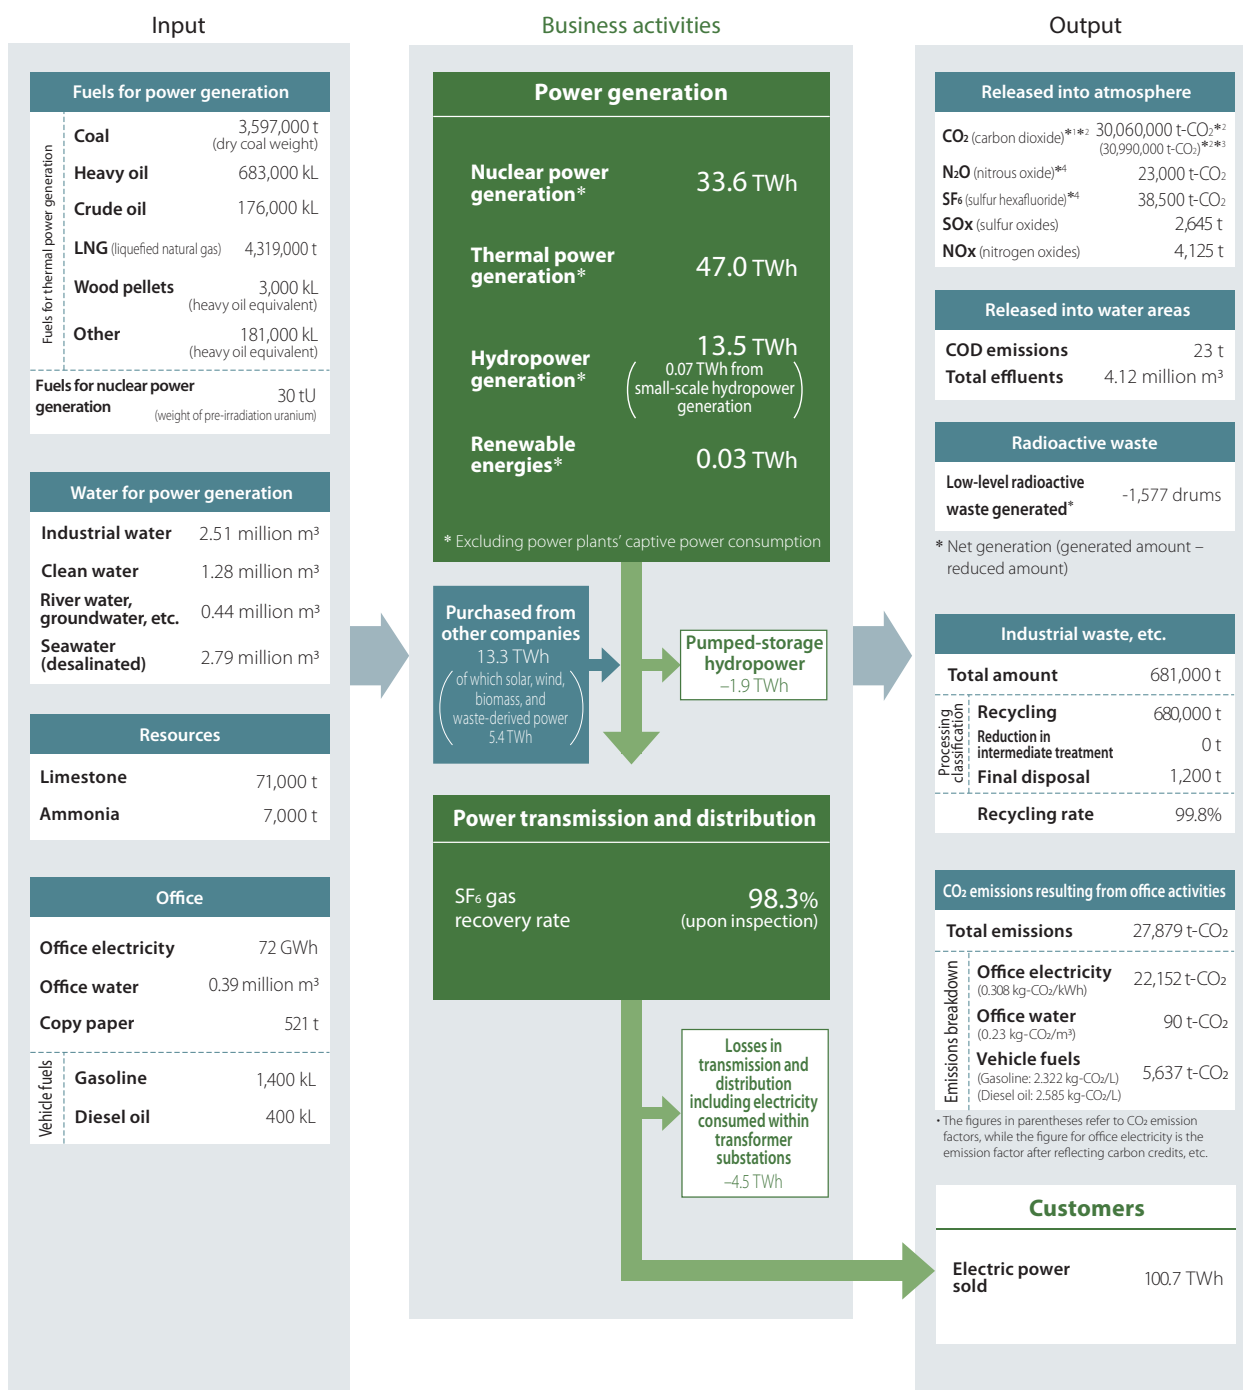 Input
Fuels for power generation
Fuels for thermal power generation
Coal 3,597,000 t
(dry coal weight)
Heavy oil 683,000 kL
Crude oil 176,000 kL
LNG (liquefied natural gas) 4,319,000 t
Wood pellets 3,000 kL
(heavy oil equivalent)
Other 181,000 kL
(heavy oil equivalent)
Fuels for nuclear power
generation 30 tU
(weight of pre-irradiation uranium)
Water for power generation
Industrial water 2.51 million m³
Clean water 1.28 million m³
River water,
groundwater, etc. 0.44 million m³
Seawater
(desalinated) 2.79 million m³
Resources
Limestone 71,000 t
Ammonia 7,000 t
Office
Office electricity 72 GWh
Office water 0.39 million m³
Copy paper 521 t
Vehicle fuels
Gasoline 1,400 kL
Diesel oil 400 kL
Business activities
Power generation
Nuclear power
generation* 33.6 TWh
Thermal power
generation* 47.0 TWh
Hydropower
generation* 13.5 TWh
(0.07 TWh from
small-scale hydropower
generation)
Renewable
energies* 0.03 TWh
* Excluding power plants' captive power consumption
Purchased from
other companies
13.3 TWh
(of which solar, wind,
biomass, and
waste-derived power
5.4 TWh)
Pumped-storage
hydropower
–1.9 TWh
Power transmission and distribution
SF₆ gas
recovery rate 98.3%
(upon inspection)
Losses in
transmission and
distribution
including electricity
consumed within
transformer
substations
–4.5 TWh
Output
Released into atmosphere
CO₂ (carbon dioxide)*1*2 30,060,000 t-CO₂*2
(30,990,000 t-CO₂)*2*3
N₂O (nitrous oxide)*4 23,000 t-CO₂
SF₆ (sulfur hexafluoride)*4 38,500 t-CO₂
SOx (sulfur oxides) 2,645 t
NOx (nitrogen oxides) 4,125 t
Released into water areas
COD emissions 23 t
Total effluents 4.12 million m³
Radioactive waste
Low-level radioactive
waste generated* -1,577 drums
* Net generation (generated amount –
reduced amount)
Industrial waste, etc.
Total amount 681,000 t
Processing
classification
Recycling 680,000 t
Reduction in
intermediate treatment 0 t
Final disposal 1,200 t
Recycling rate 99.8%
CO₂ emissions resulting from office activities
Total emissions 27,879 t-CO₂
Emissions breakdown
Office electricity 22,152 t-CO₂
(0.308 kg-CO₂/kWh)
Office water 90 t-CO₂
(0.23 kg-CO₂/m³)
Vehicle fuels 5,637 t-CO₂
(Gasoline: 2.322 kg-CO₂/L)
(Diesel oil: 2.585 kg-CO₂/L)
• The figures in parentheses refer to CO₂ emission
factors, while the figure for office electricity is the
emission factor after reflecting carbon credits, etc.
Customers
Electric power
sold 100.7 TWh